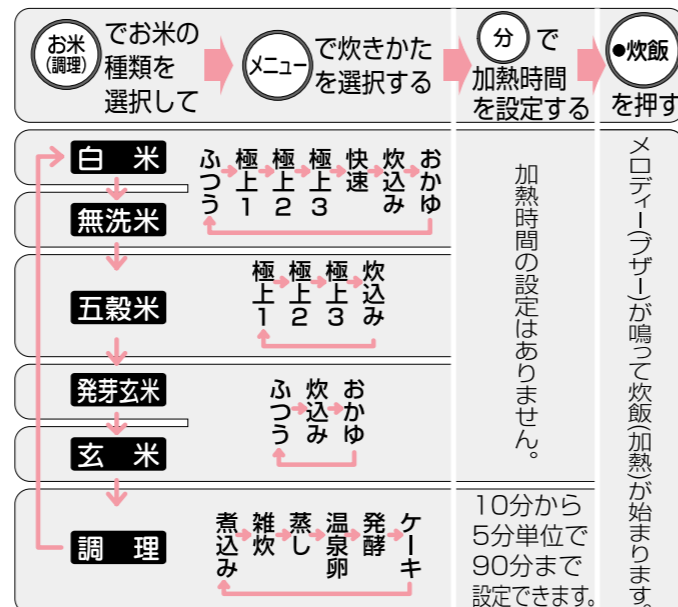 お米
(調理)
でお米の
種類を
選択して
メニュー
で炊きかた
を選択する
分
で
加熱時間
を設定する
●炊飯
を押す
白 米
無洗米
ふつう
極上1
極上2
極上3
快速
炊込み
おかゆ
五穀米
極上1
極上2
極上3
炊込み
発芽玄米
玄 米
ふつう
炊込み
おかゆ
加熱時間の設定はありません。
調 理
煮込み
雑炊
蒸し
温泉卵
発酵
ケーキ
10分から
5分単位で
90分まで
設定できます。
メロディー(ブザー)が鳴って炊飯(加熱)が始まります。